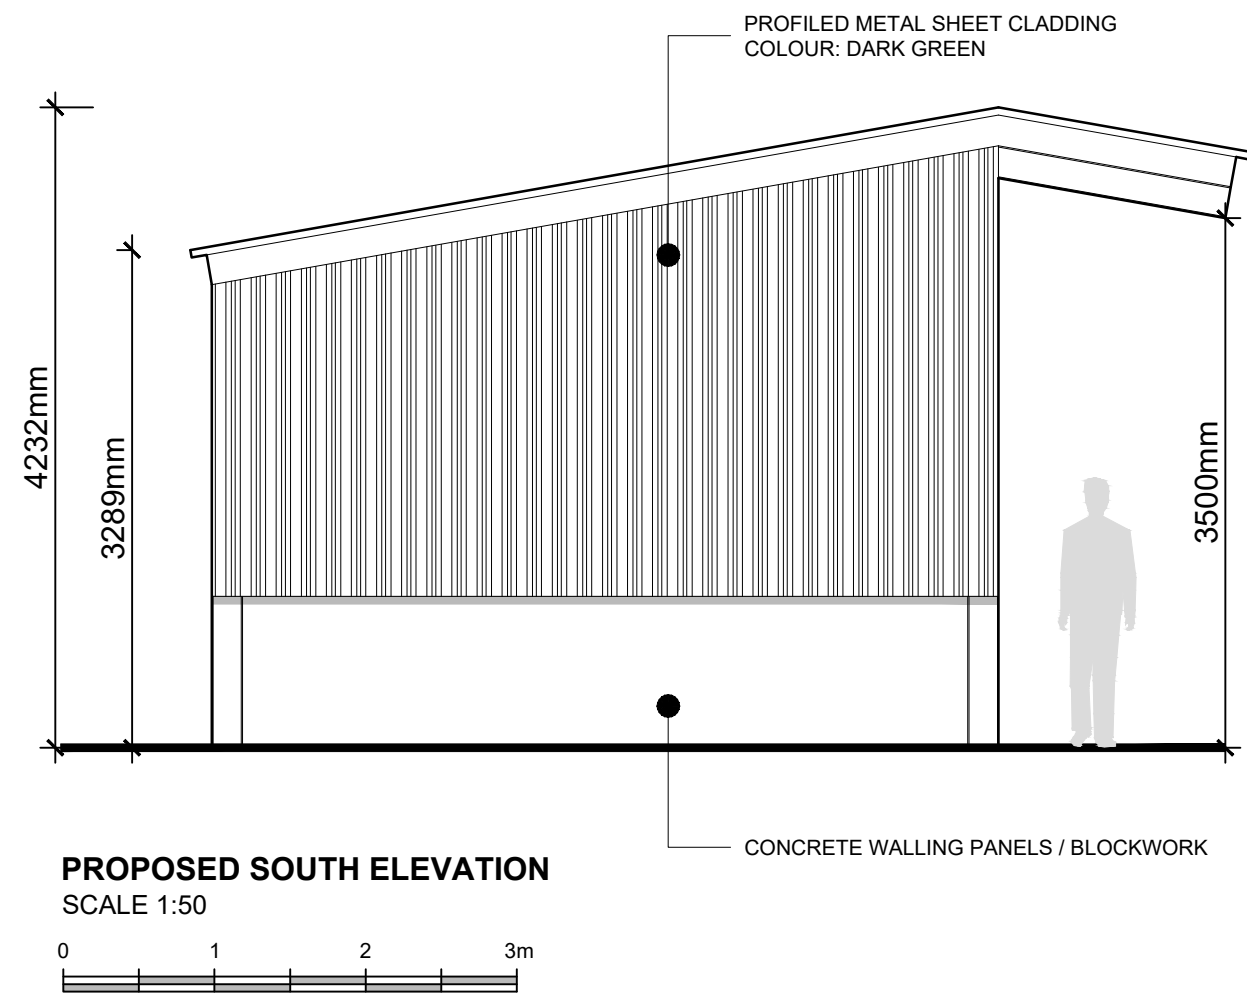 PROFILED METAL SHEET CLADDING
COLOUR: DARK GREEN
4232mm
3289mm
3500mm
CONCRETE WALLING PANELS / BLOCKWORK
PROPOSED SOUTH ELEVATION
SCALE 1:50
0 1 2 3m